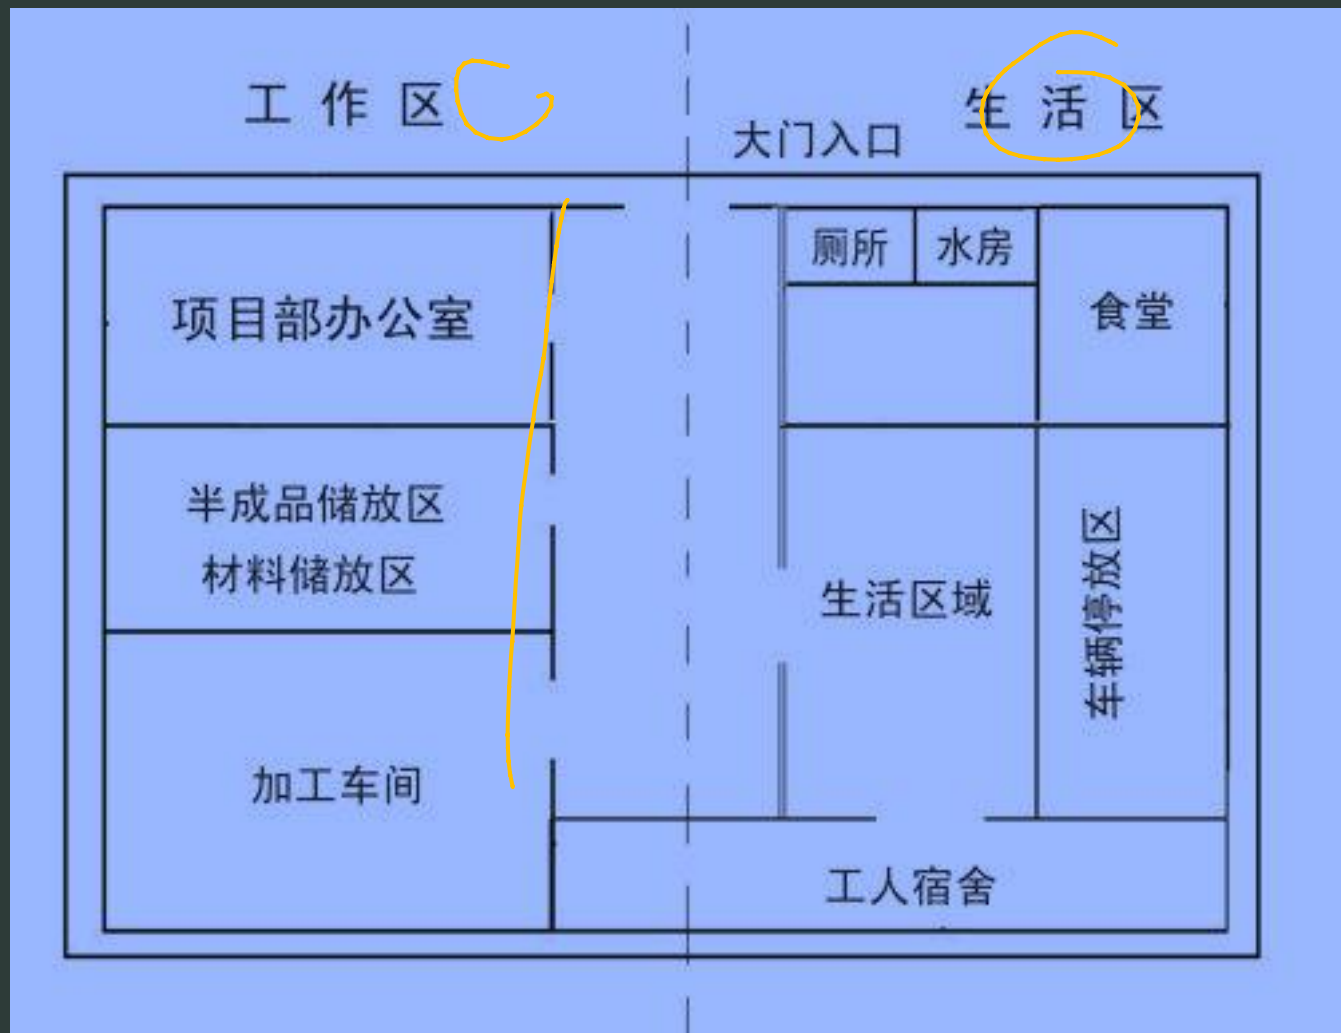 工作区
生活区
大门入口
厕所
水房
食堂
项目部办公室
半成品储放区
材料储放区
生活区域
车辆停放区
加工车间
工人宿舍